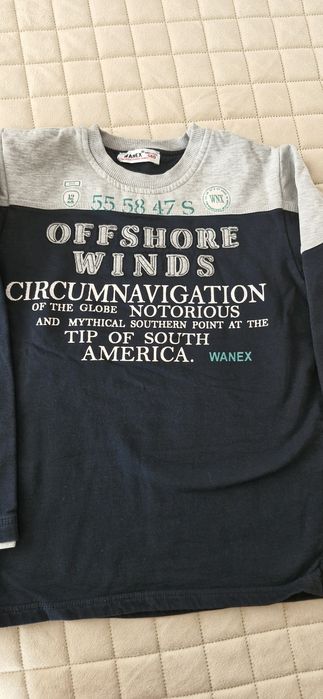 WANEX
55 58 47 S
WNX
OFFSHORE
WINDS
CIRCUMNAVIGATION
OF THE GLOBE NOTORIOUS
AND MYTHICAL SOUTHERN POINT AT THE
TIP OF SOUTH
AMERICA. WANEX